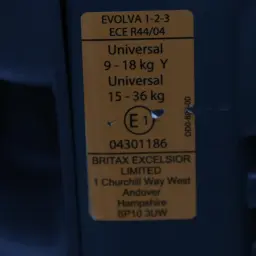 EVOLVA 1-2-3
ECE R44/04
Universal
9 - 18 kg Y
Universal
15 - 36 kg
E 1
04301186
BRITAX EXCELSIOR
LIMITED
1 Churchill Way West
Andover
Hampshire
SP10 3UW